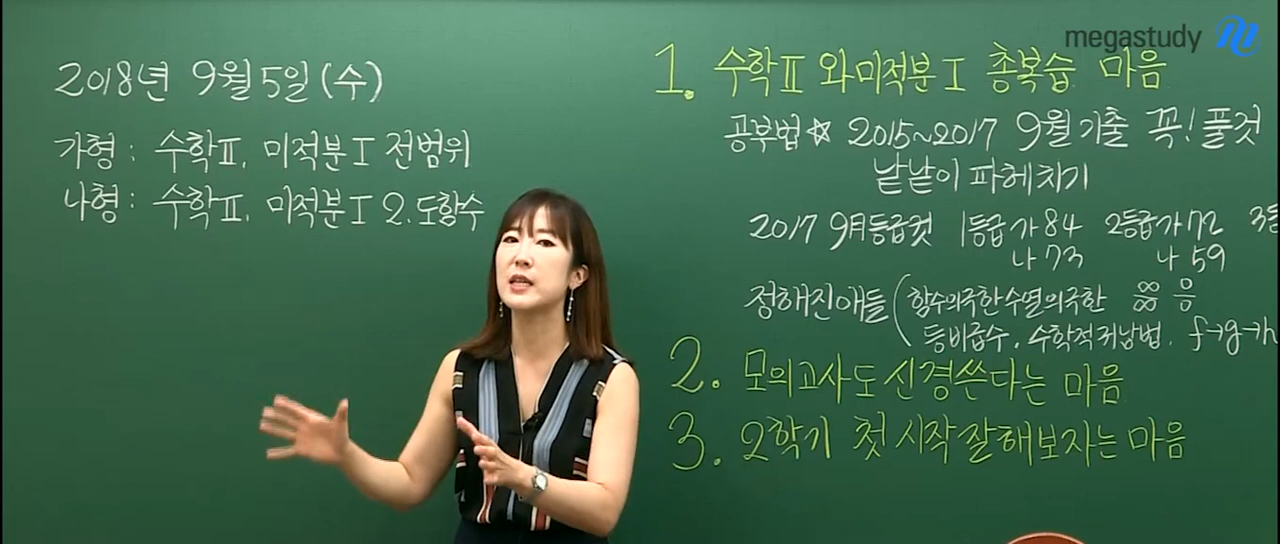 megastudy
2018년 9월 5일 (수)
가형 : 수학Ⅱ, 미적분Ⅰ 전범위
나형 : 수학Ⅱ, 미적분Ⅰ 2. 도함수
1. 수학Ⅱ 와 미적분Ⅰ 총복습 마음
공부법☆ 2015~2017 9월 기출 꼭! 풀것
낱낱이 파헤치기
2017 9月 등급컷 1등급 가 84 2등급 가 72 3등
나 73 나 59
정해진애들 ( 함수의극한 수열의극한 ∞/∞ 0/0
등비급수, 수학적귀납법, f→g→h
2. 모의고사도 신경쓴다는 마음
3. 2학기 첫 시작 잘해보자는 마음